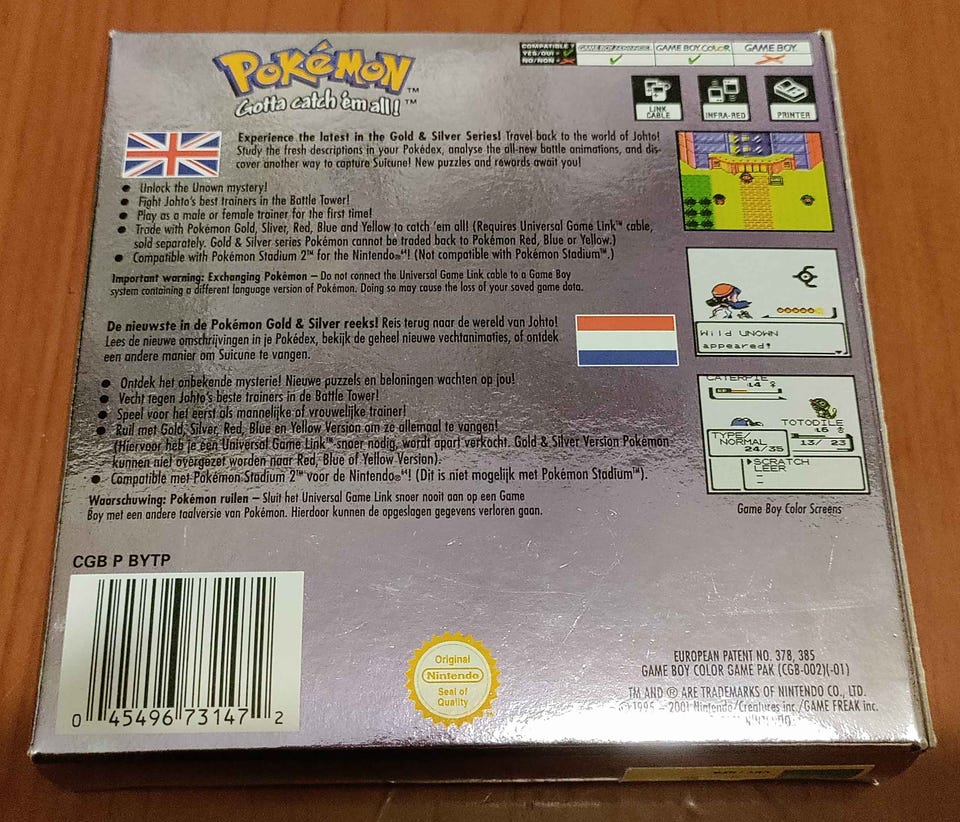 POKéMON™
Gotta catch 'em all!™
COMPATIBLE?
YES/OUI =
NO/NON =
GAME BOY ADVANCE
GAME BOY COLOR
GAME BOY
LINK CABLE
INFRA-RED
PRINTER
Experience the latest in the Gold & Silver Series! Travel back to the world of Johto!
Study the fresh descriptions in your Pokédex, analyse the all-new battle animations, and dis-
cover another way to capture Suicune! New puzzles and rewards await you!
● Unlock the Unown mystery!
● Fight Johto's best trainers in the Battle Tower!
● Play as a male or female trainer for the first time!
● Trade with Pokémon Gold, Sliver, Red, Blue and Yellow to catch 'em all! (Requires Universal Game Link™ cable,
sold separately. Gold & Silver series Pokémon cannot be traded back to Pokémon Red, Blue or Yellow.)
● Compatible with Pokémon Stadium 2™ for the Nintendo®⁶⁴! (Not compatible with Pokémon Stadium™.)
Important warning: Exchanging Pokémon – Do not connect the Universal Game Link cable to a Game Boy
system containing a different language version of Pokémon. Doing so may cause the loss of your saved game data.
Wild UNOWN
appeared!
De nieuwste in de Pokémon Gold & Silver reeks! Reis terug naar de wereld van Johto!
Lees de nieuwe omschrijvingen in je Pokédex, bekijk de geheel nieuwe vechtanimaties, of ontdek
een andere manier om Suicune te vangen.
● Ontdek het onbekende mysterie! Nieuwe puzzels en beloningen wachten op jou!
● Vecht tegen Johto's beste trainers in de Battle Tower!
● Speel voor het eerst als mannelijke of vrouwelijke trainer!
● Ruil met Gold, Silver, Red, Blue en Yellow Version om ze allemaal te vangen!
(Hiervoor heb je een Universal Game Link™ snoer nodig, wordt apart verkocht. Gold & Silver Version Pokémon
kunnen niet overgezet worden naar Red, Blue of Yellow Version).
● Compatible met Pokémon Stadium 2™ voor de Nintendo®⁶⁴! (Dit is niet mogelijk met Pokémon Stadium™).
Waarschuwing: Pokémon ruilen – Sluit het Universal Game Link snoer nooit aan op een Game
Boy met een andere taalversie van Pokémon. Hierdoor kunnen de opgeslagen gegevens verloren gaan.
CATERPIE
14♀
TOTODILE
16
TYPE/
NORMAL
24/35
13/ 23
▶SCRATCH
LEER
Game Boy Color Screens
CGB P BYTP
0 45496 73147 2
Original
Nintendo
Seal of
Quality
EUROPEAN PATENT NO. 378, 385
GAME BOY COLOR GAME PAK (CGB-002)(-01)
TM AND ® ARE TRADEMARKS OF NINTENDO CO., LTD.
© 1995 – 2001 Nintendo/Creatures inc./GAME FREAK inc.